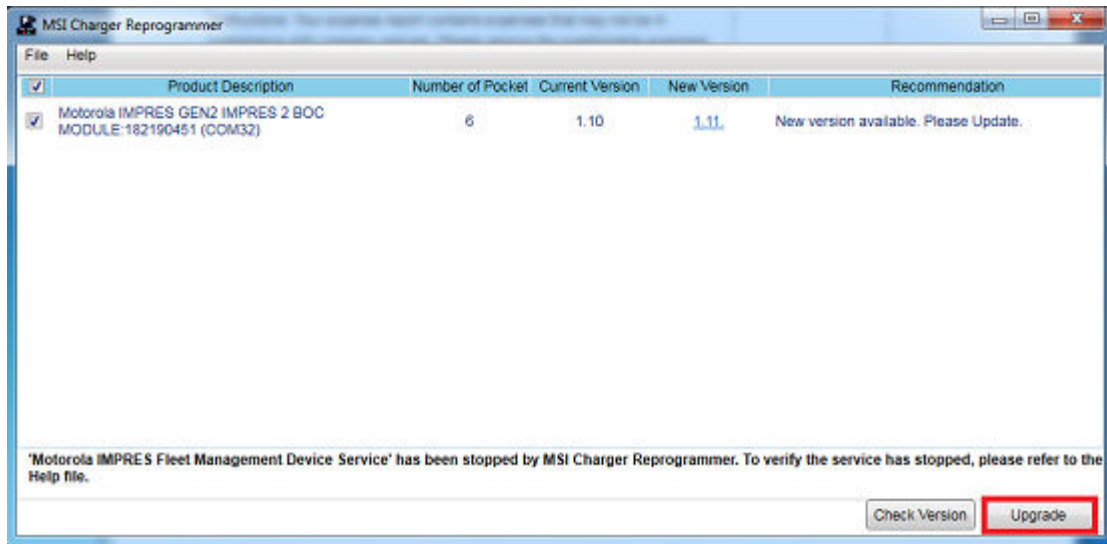 MSI Charger Reprogrammer
File Help
Product Description Number of Pocket Current Version New Version Recommendation
Motorola IMPRES GEN2 IMPRES 2 BOC
MODULE:182190451 (COM32) 6 1.10 1.11. New version available. Please Update.
'Motorola IMPRES Fleet Management Device Service' has been stopped by MSI Charger Reprogrammer. To verify the service has stopped, please refer to the
Help file.
Check Version Upgrade